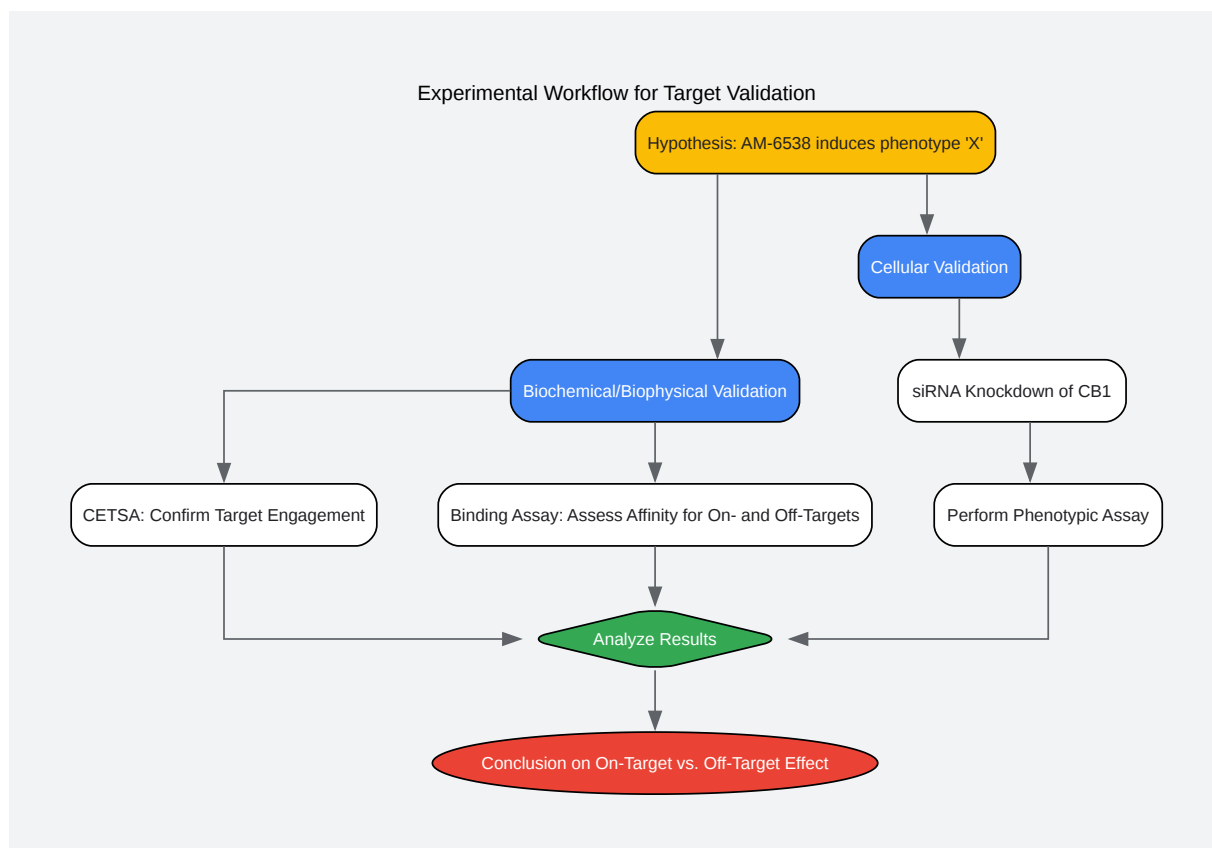 Experimental Workflow for Target Validation
Hypothesis: AM-6538 induces phenotype 'X'
Cellular Validation
Biochemical/Biophysical Validation
siRNA Knockdown of CB1
CETSA: Confirm Target Engagement
Binding Assay: Assess Affinity for On- and Off-Targets
Perform Phenotypic Assay
Analyze Results
Conclusion on On-Target vs. Off-Target Effect